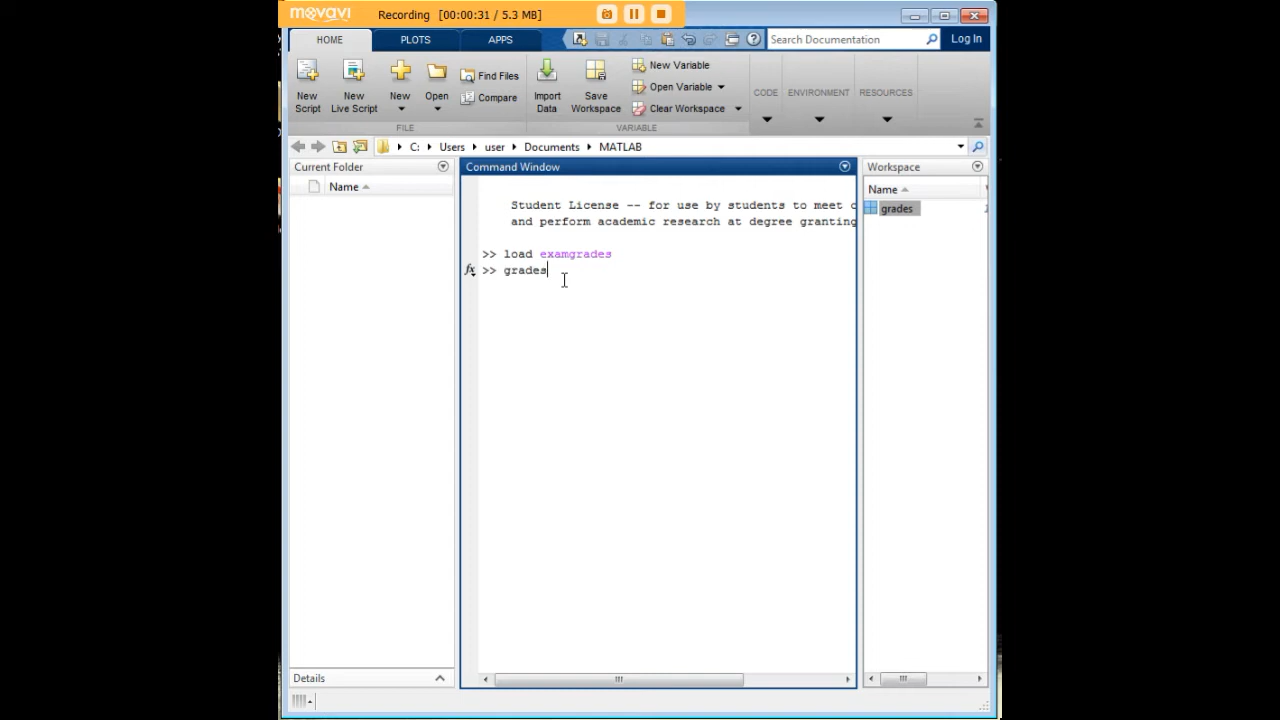 movavi Recording [00:00:31 / 5.3 MB]
HOME PLOTS APPS Search Documentation Log In
New Script New Live Script New Open Find Files Compare Import Data Save Workspace New Variable Open Variable Clear Workspace CODE ENVIRONMENT RESOURCES
FILE VARIABLE
C: Users user Documents MATLAB
Current Folder Command Window Workspace
Name Name
Student License -- for use by students to meet
and perform academic research at degree granting
grades
>> load examgrades
fx >> grades
Details